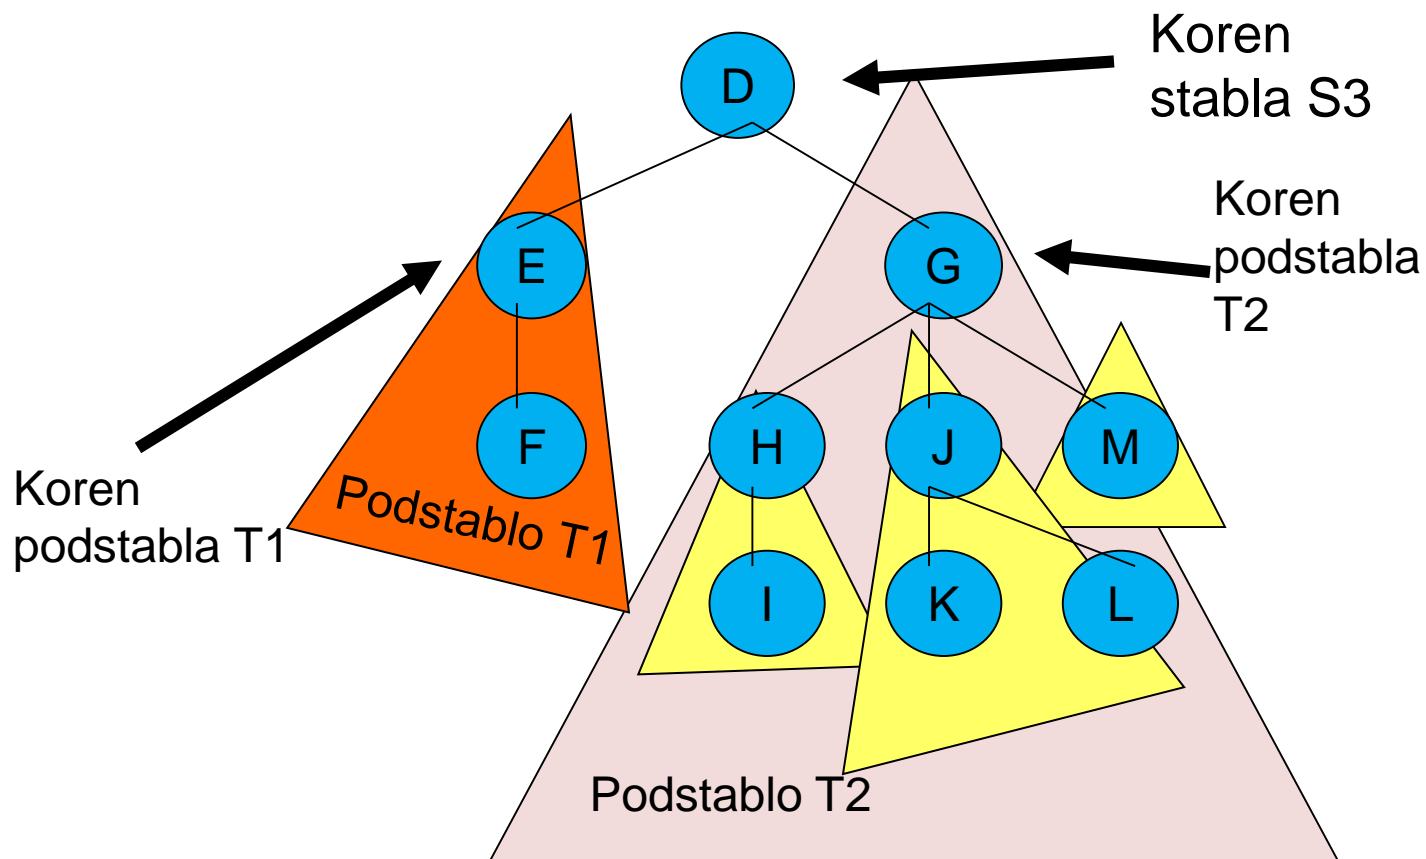 Koren
stabla S3
D
Koren
podstabla
T2
E
G
F
H
J
M
Koren
podstabla T1
Podstablo T1
I
K
L
Podstablo T2